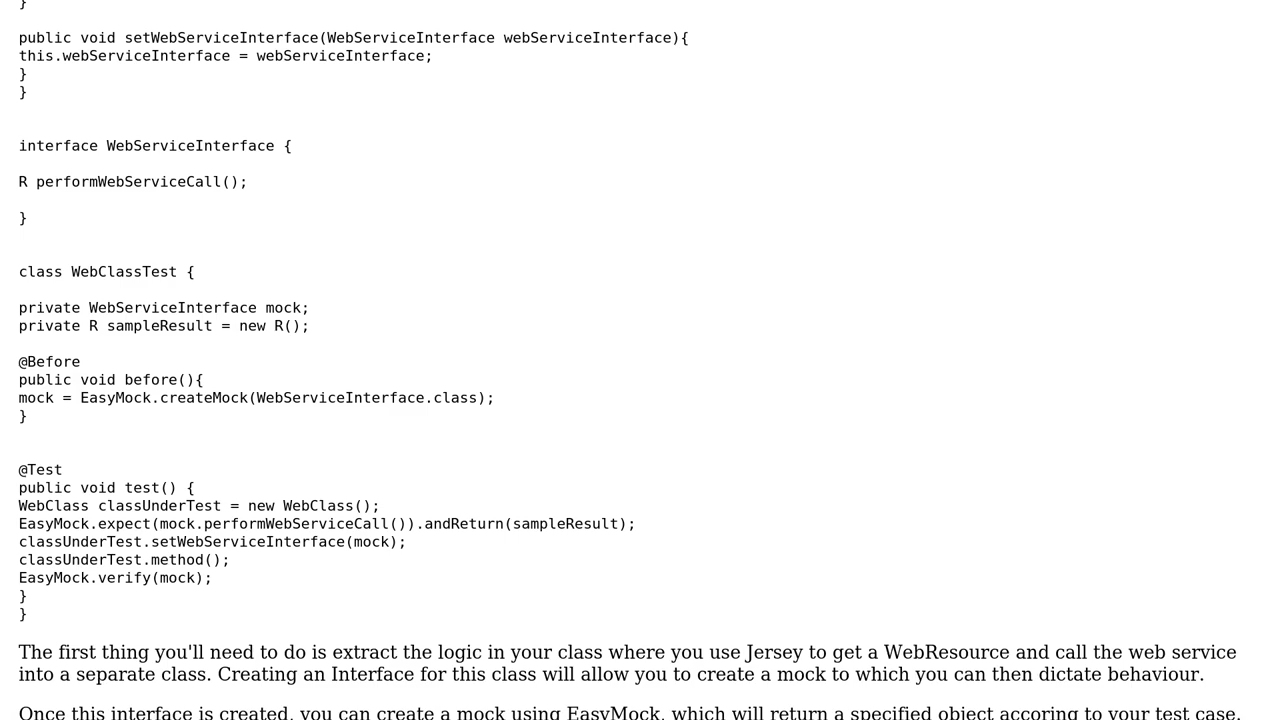 }
public void setWebServiceInterface(WebServiceInterface webServiceInterface){
this.webServiceInterface = webServiceInterface;
}
}
interface WebServiceInterface {
R performWebServiceCall();
}
class WebClassTest {
private WebServiceInterface mock;
private R sampleResult = new R();
@Before
public void before(){
mock = EasyMock.createMock(WebServiceInterface.class);
}
@Test
public void test() {
WebClass classUnderTest = new WebClass();
EasyMock.expect(mock.performWebServiceCall()).andReturn(sampleResult);
classUnderTest.setWebServiceInterface(mock);
classUnderTest.method();
EasyMock.verify(mock);
}
}
The first thing you'll need to do is extract the logic in your class where you use Jersey to get a WebResource and call the web service
into a separate class. Creating an Interface for this class will allow you to create a mock to which you can then dictate behaviour.
Once this interface is created, you can create a mock using EasyMock, which will return a specified object accoring to your test case.